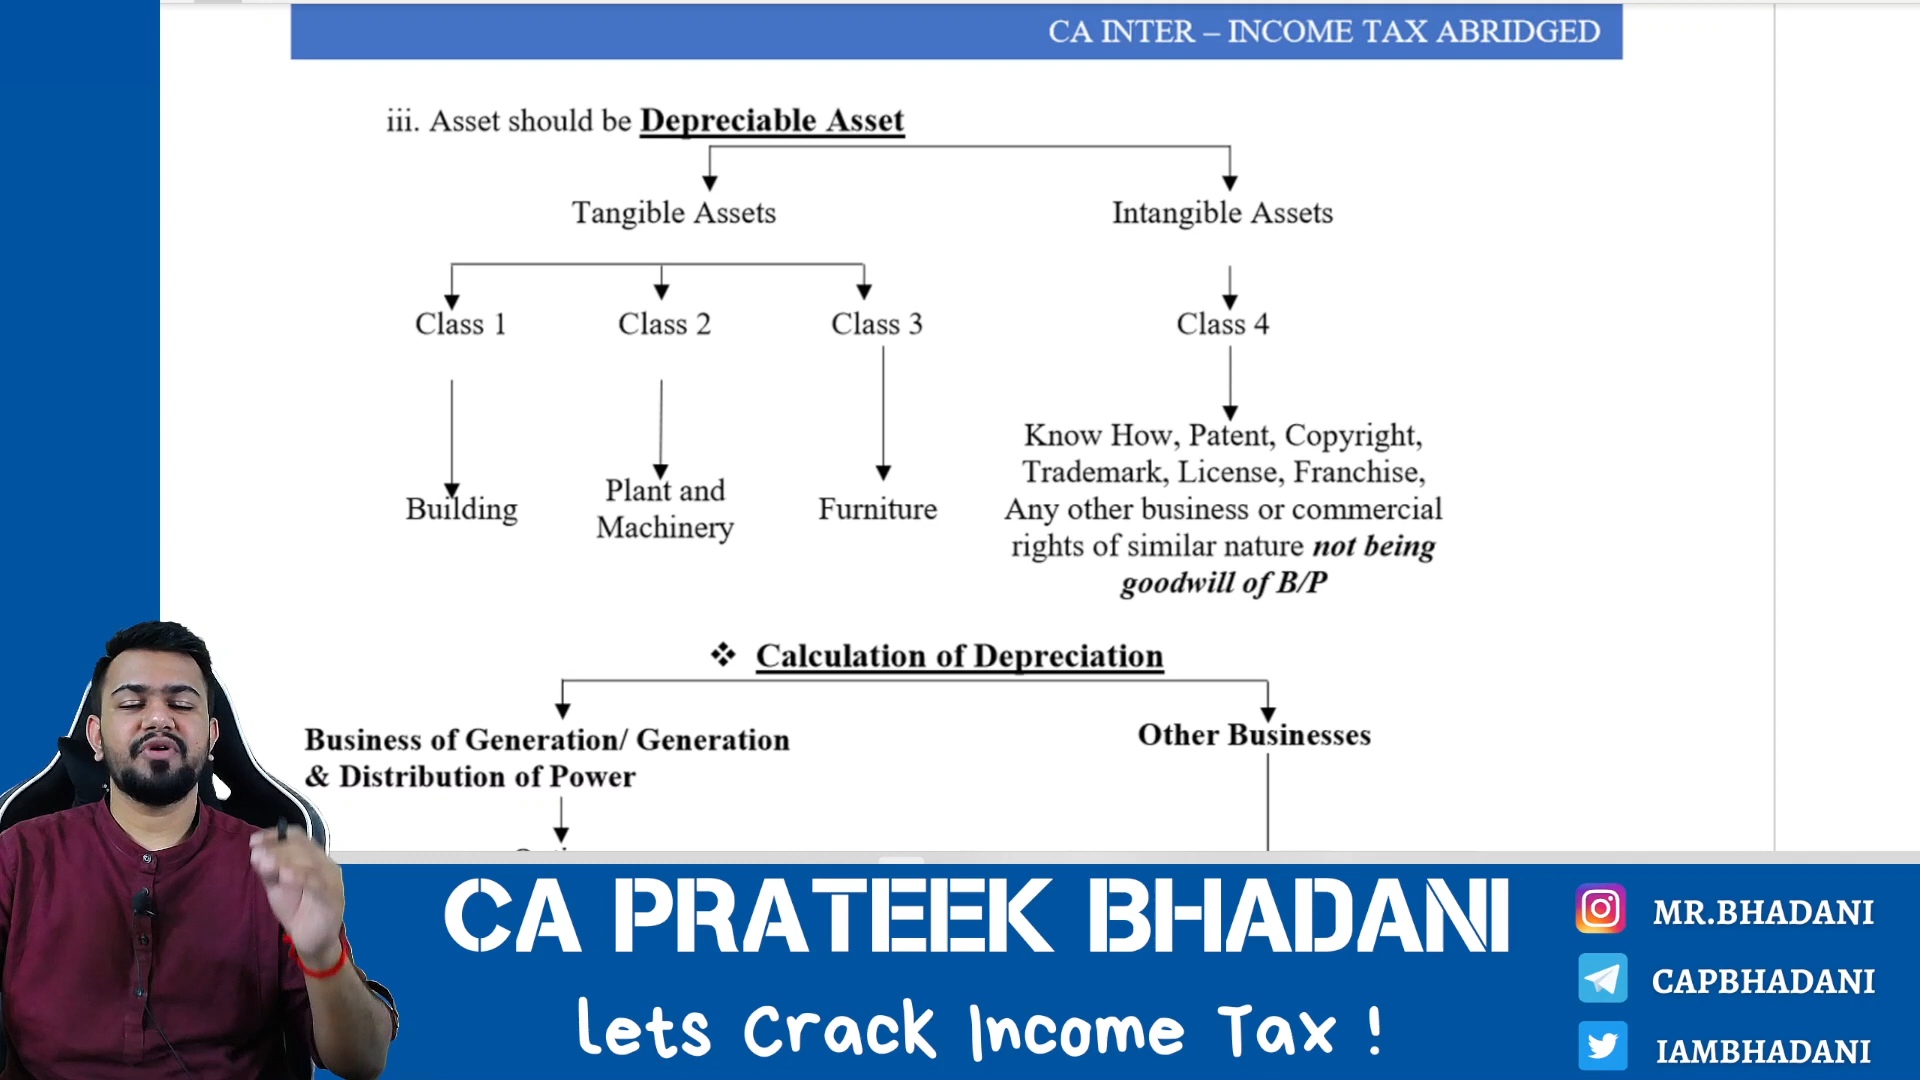 CA INTER – INCOME TAX ABRIDGED
iii. Asset should be Depreciable Asset
Tangible Assets
Intangible Assets
Class 1
Class 2
Class 3
Class 4
Building
Plant and
Machinery
Furniture
Know How, Patent, Copyright,
Trademark, License, Franchise,
Any other business or commercial
rights of similar nature not being
goodwill of B/P
❖ Calculation of Depreciation
Business of Generation/ Generation
& Distribution of Power
Other Businesses
CA PRATEEK BHADANI
Lets Crack Income Tax !
MR.BHADANI
CAPBHADANI
IAMBHADANI